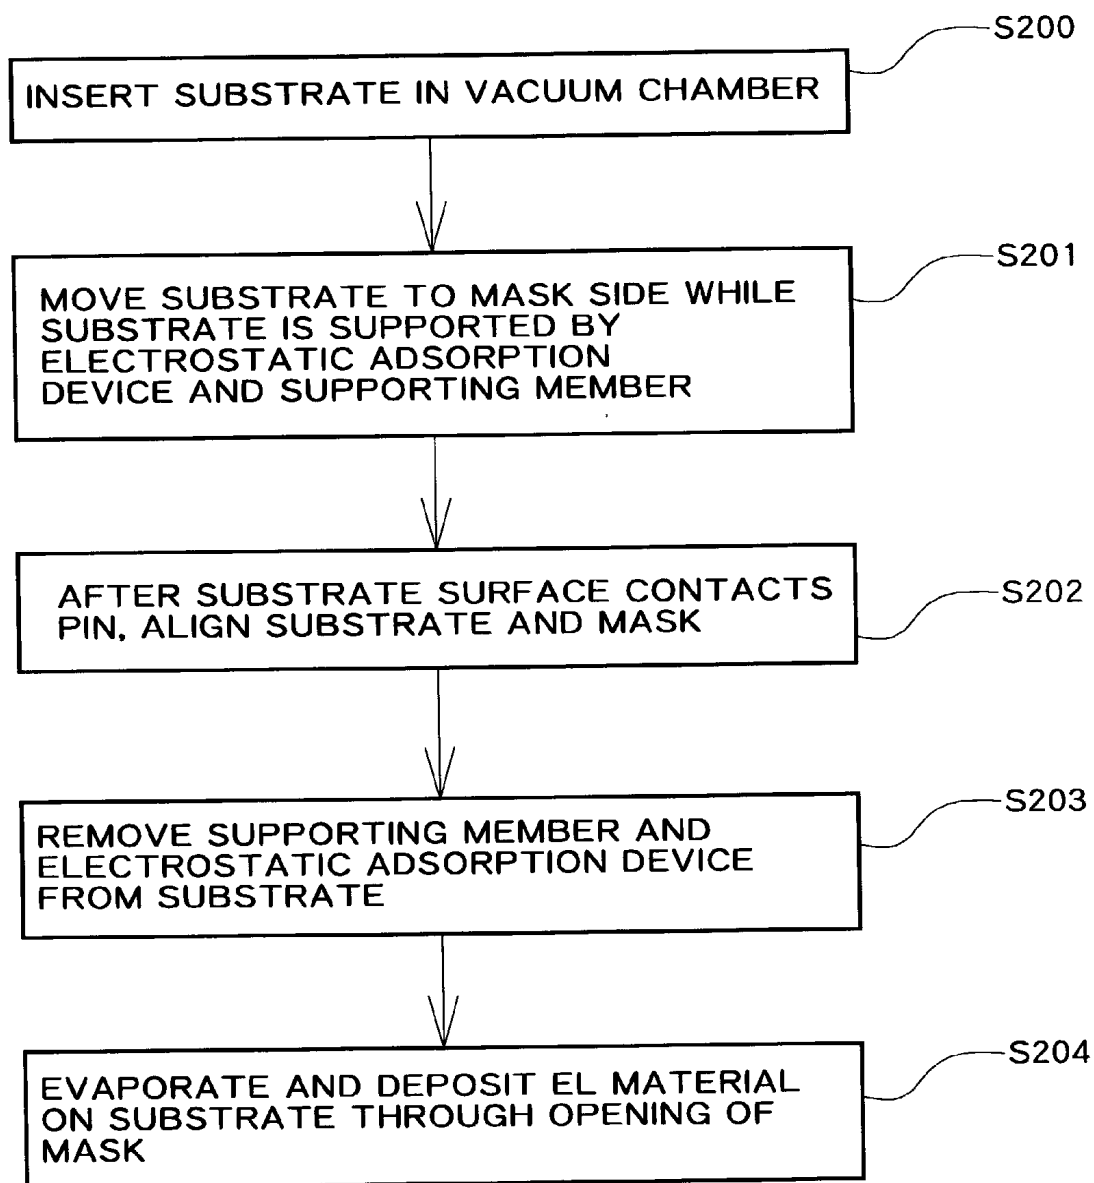 S200
INSERT SUBSTRATE IN VACUUM CHAMBER
S201
MOVE SUBSTRATE TO MASK SIDE WHILE
SUBSTRATE IS SUPPORTED BY
ELECTROSTATIC ADSORPTION
DEVICE AND SUPPORTING MEMBER
S202
AFTER SUBSTRATE SURFACE CONTACTS
PIN, ALIGN SUBSTRATE AND MASK
S203
REMOVE SUPPORTING MEMBER AND
ELECTROSTATIC ADSORPTION DEVICE
FROM SUBSTRATE
S204
EVAPORATE AND DEPOSIT EL MATERIAL
ON SUBSTRATE THROUGH OPENING OF
MASK